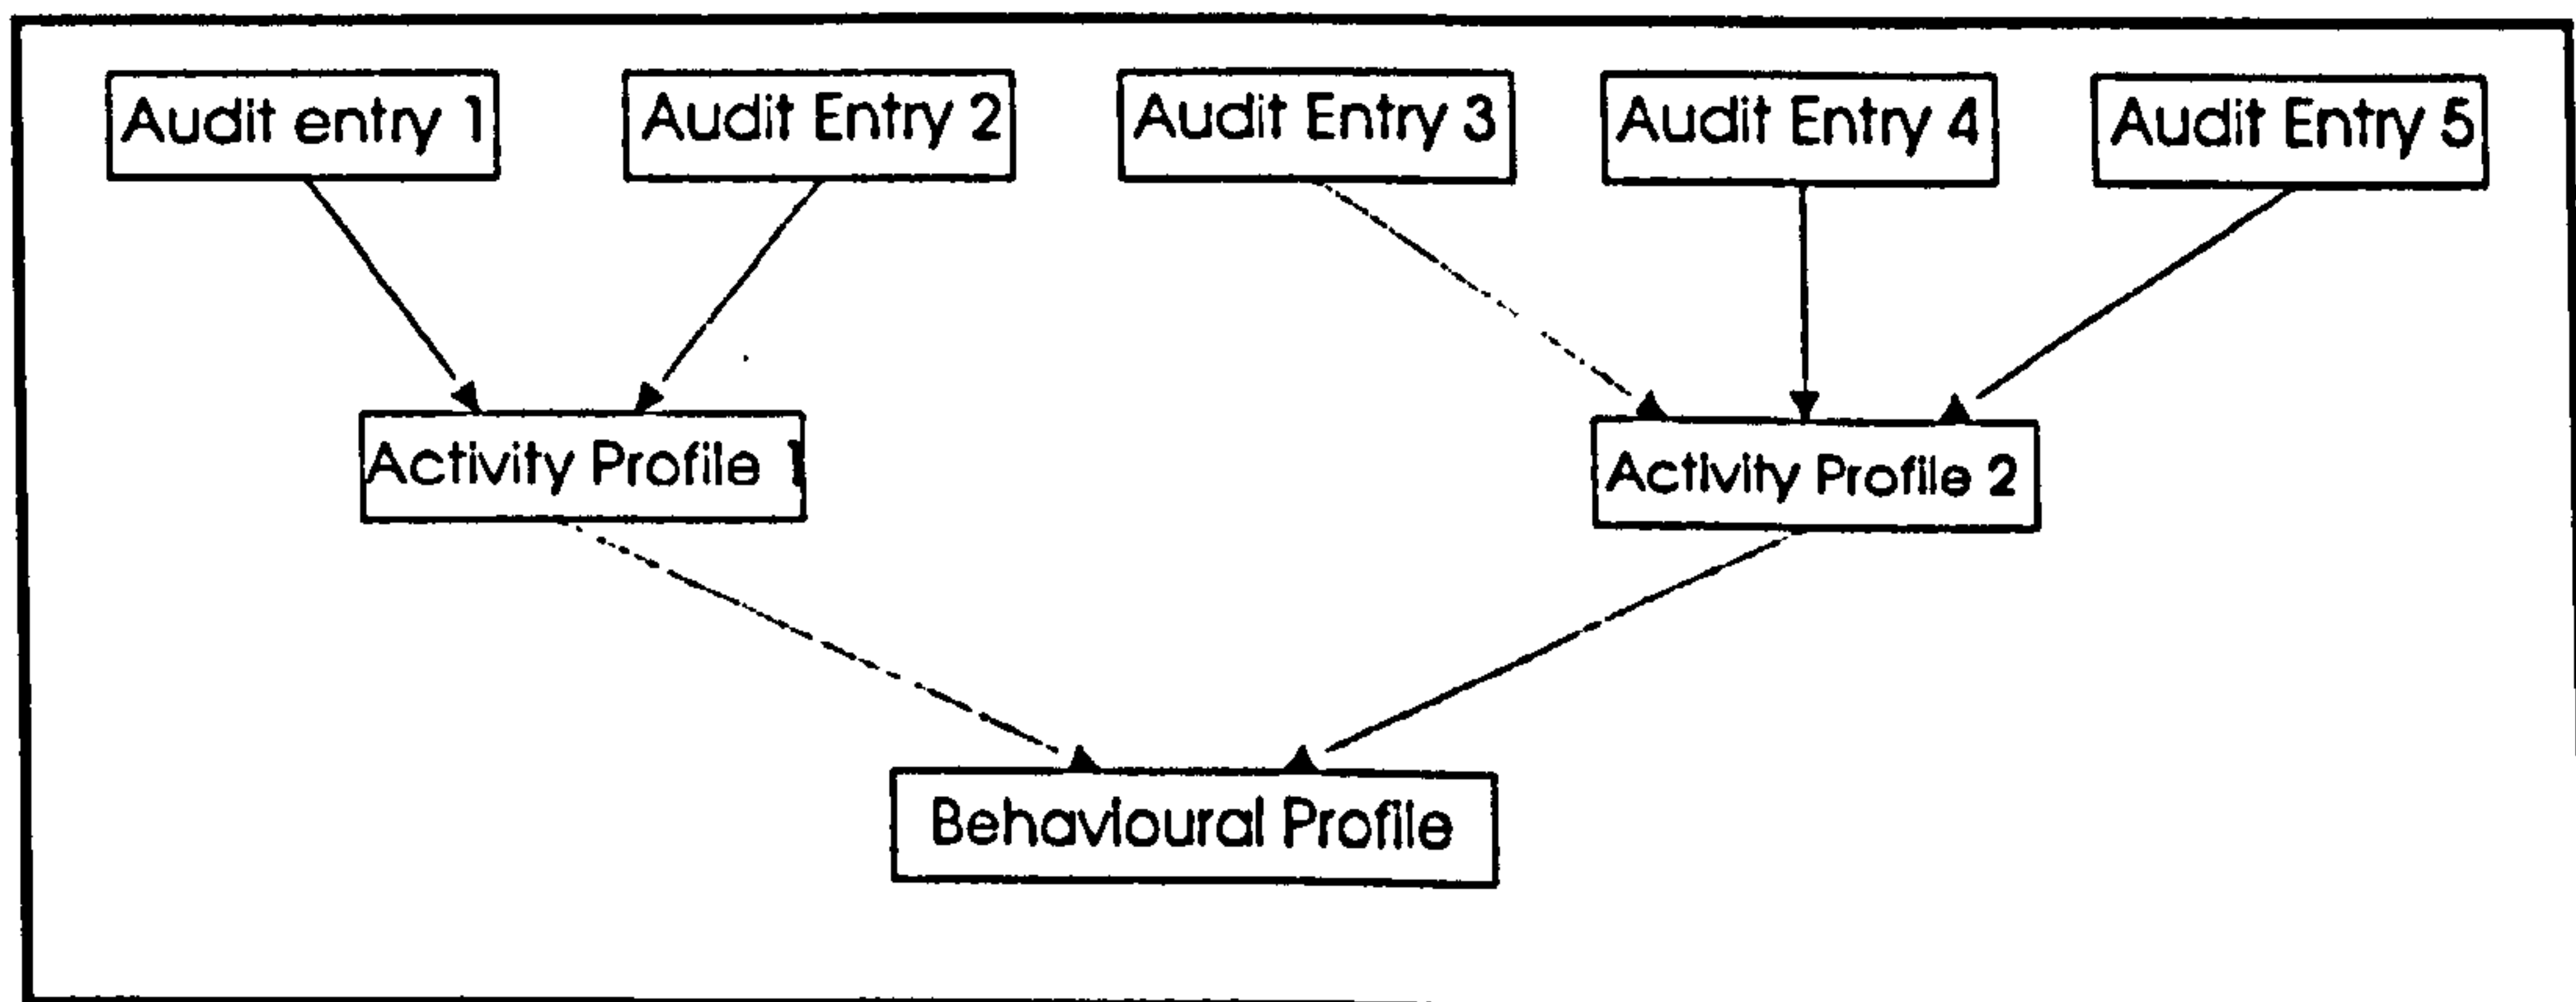 Audit entry 1
Audit Entry 2
Audit Entry 3
Audit Entry 4
Audit Entry 5
Activity Profile 1
Activity Profile 2
Behavioural Profile